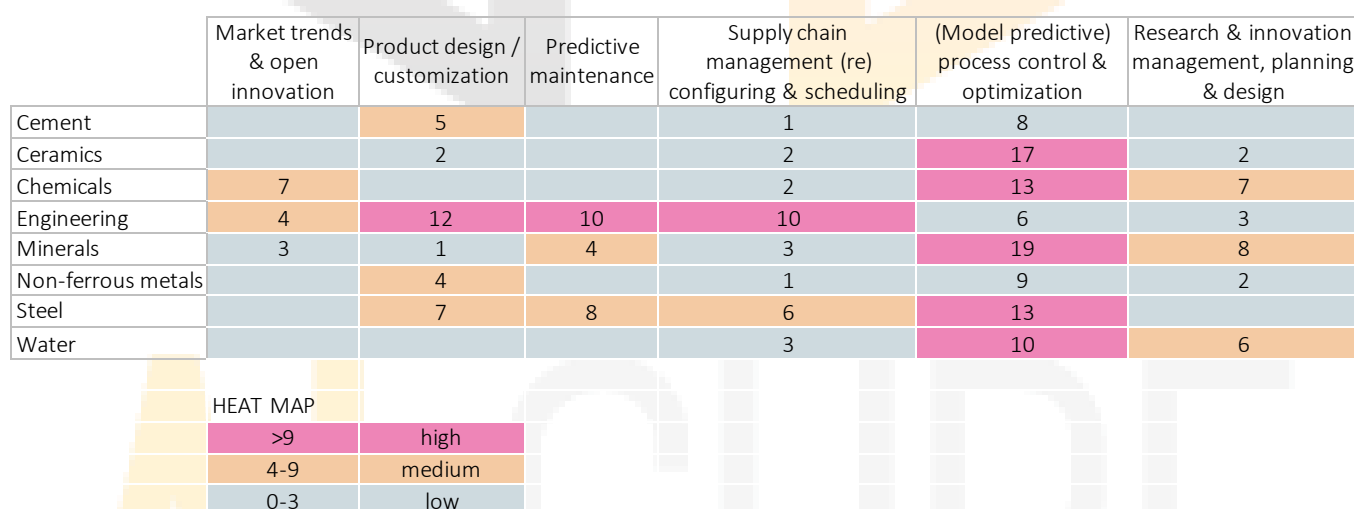 Market trends & open innovation Product design / customization Predictive maintenance Supply chain management (re) configuring & scheduling (Model predictive) process control & optimization Research & innovation management, planning & design
Cement 5 1 8
Ceramics 2 2 17 2
Chemicals 7 2 13 7
Engineering 4 12 10 10 6 3
Minerals 3 1 4 3 19 8
Non-ferrous metals 4 1 9 2
Steel 7 8 6 13
Water 3 10 6
HEAT MAP
>9 high
4-9 medium
0-3 low